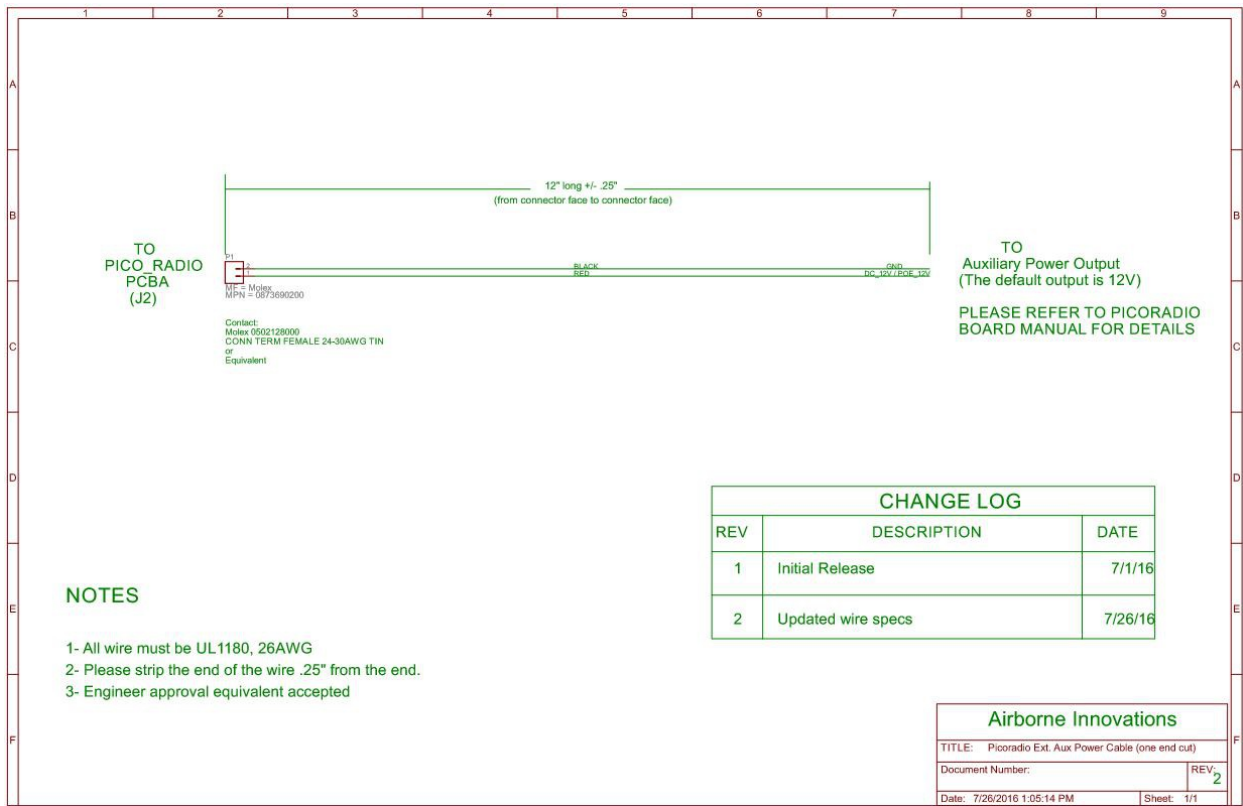 1 2 3 4 5 6 7 8 9
A A
B B
C C
D D
E E
F F
12" long +/- .25"
(from connector face to connector face)
TO
PICO_RADIO
PCBA
(J2)
P1
2
1
MF = Molex
MPN = 0873690200
BLACK
RED
GND
DC_12V / POE_12V
TO
Auxiliary Power Output
(The default output is 12V)
PLEASE REFER TO PICORADIO
BOARD MANUAL FOR DETAILS
Contact:
Molex 0502128000
CONN TERM FEMALE 24-30AWG TIN
or
Equivalent
CHANGE LOG
REV DESCRIPTION DATE
1 Initial Release 7/1/16
2 Updated wire specs 7/26/16
NOTES
1- All wire must be UL1180, 26AWG
2- Please strip the end of the wire .25" from the end.
3- Engineer approval equivalent accepted
Airborne Innovations
TITLE: Picoradio Ext. Aux Power Cable (one end cut)
Document Number:
REV:
2
Date: 7/26/2016 1:05:14 PM
Sheet: 1/1